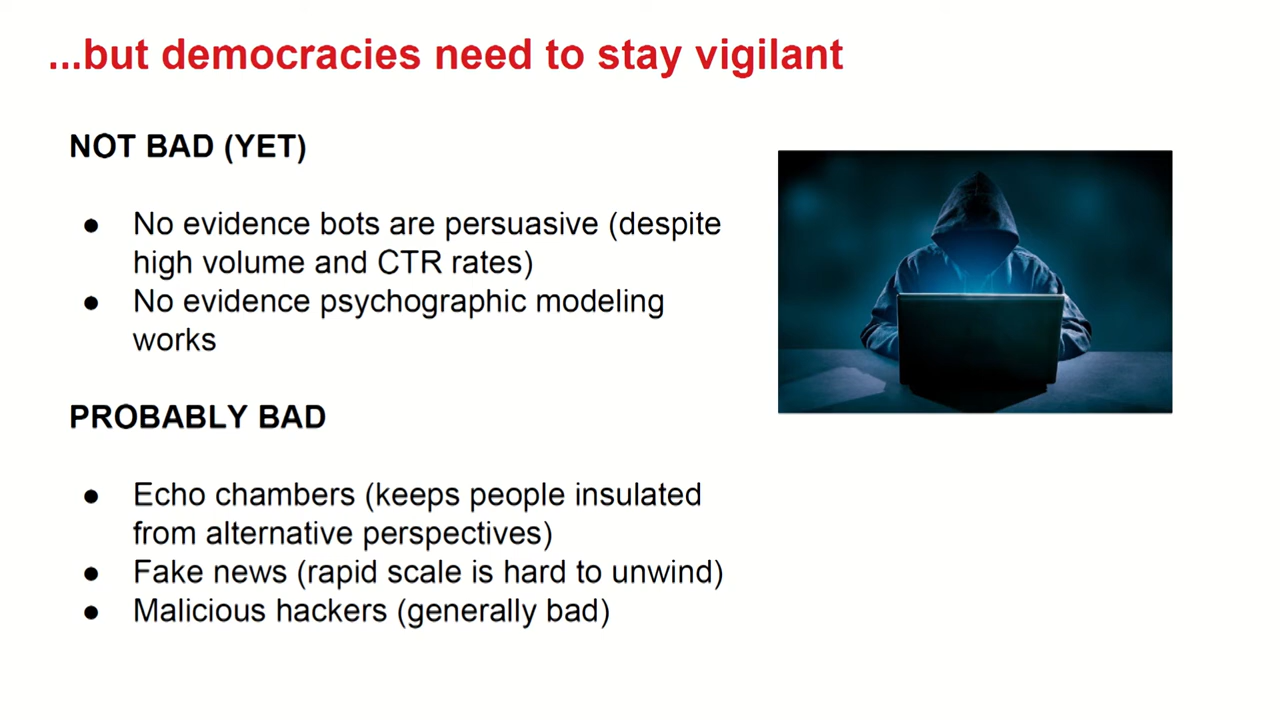 ...but democracies need to stay vigilant
NOT BAD (YET)
● No evidence bots are persuasive (despite
high volume and CTR rates)
● No evidence psychographic modeling
works
PROBABLY BAD
● Echo chambers (keeps people insulated
from alternative perspectives)
● Fake news (rapid scale is hard to unwind)
● Malicious hackers (generally bad)